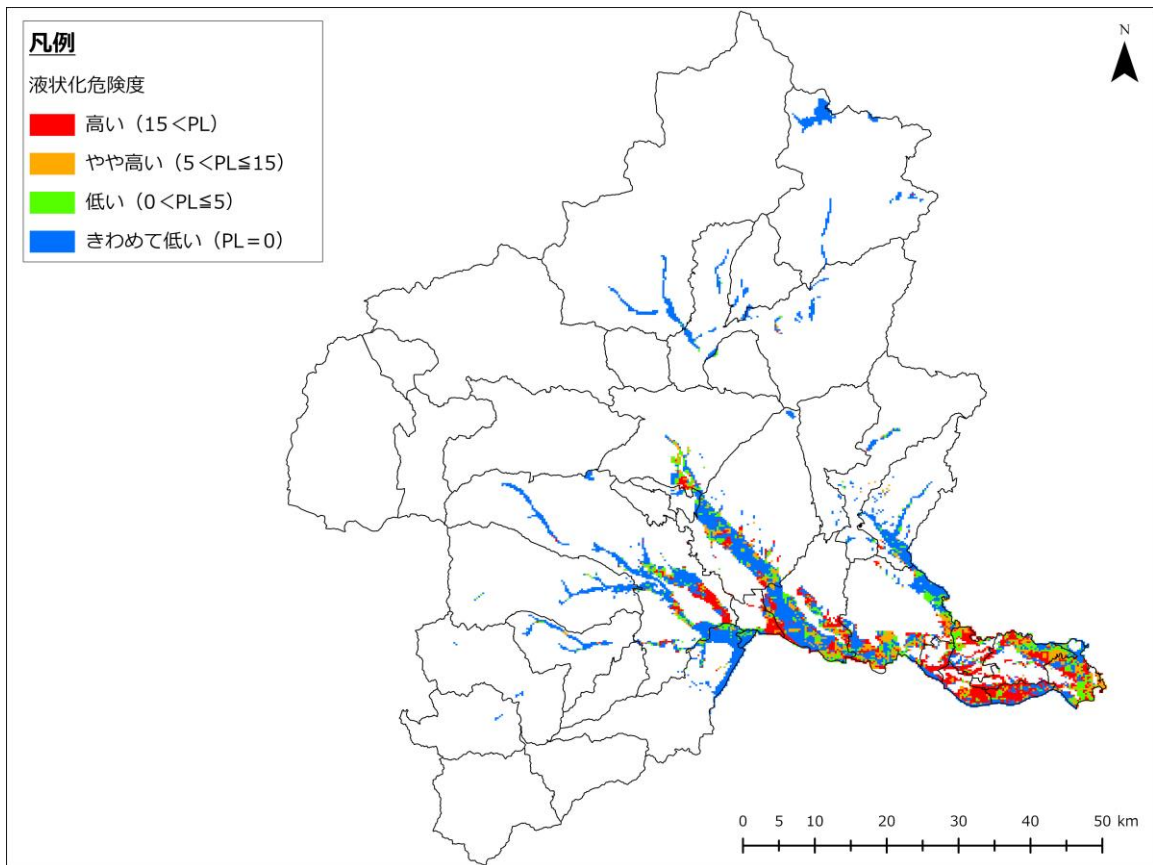 凡例
液状化危険度
高い（15＜PL）
やや高い（5＜PL≦15）
低い（0＜PL≦5）
きわめて低い（PL＝0）
N
0 5 10 20 30 40 50 km